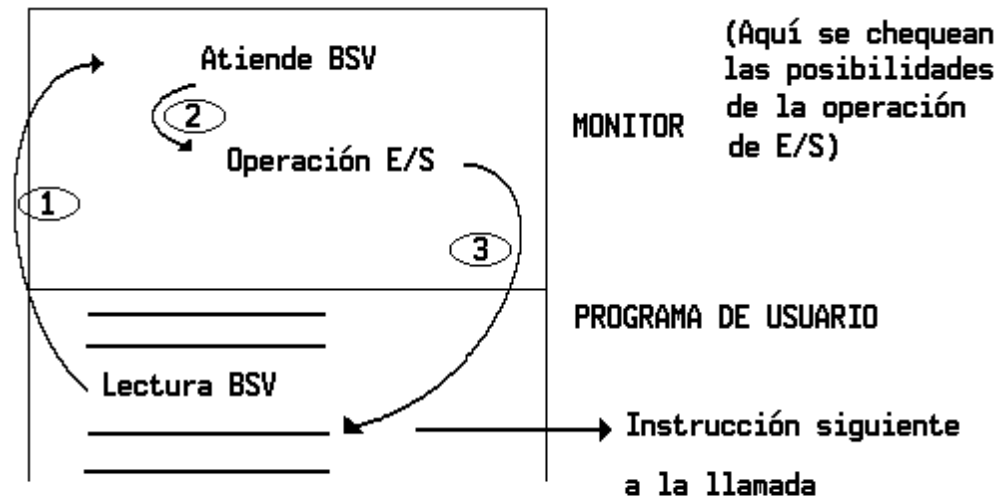 Atiende BSV
2
Operación E/S
1
3
MONITOR
(Aquí se chequean
las posibilidades
de la operación
de E/S)
PROGRAMA DE USUARIO
Lectura BSV
Instrucción siguiente
a la llamada